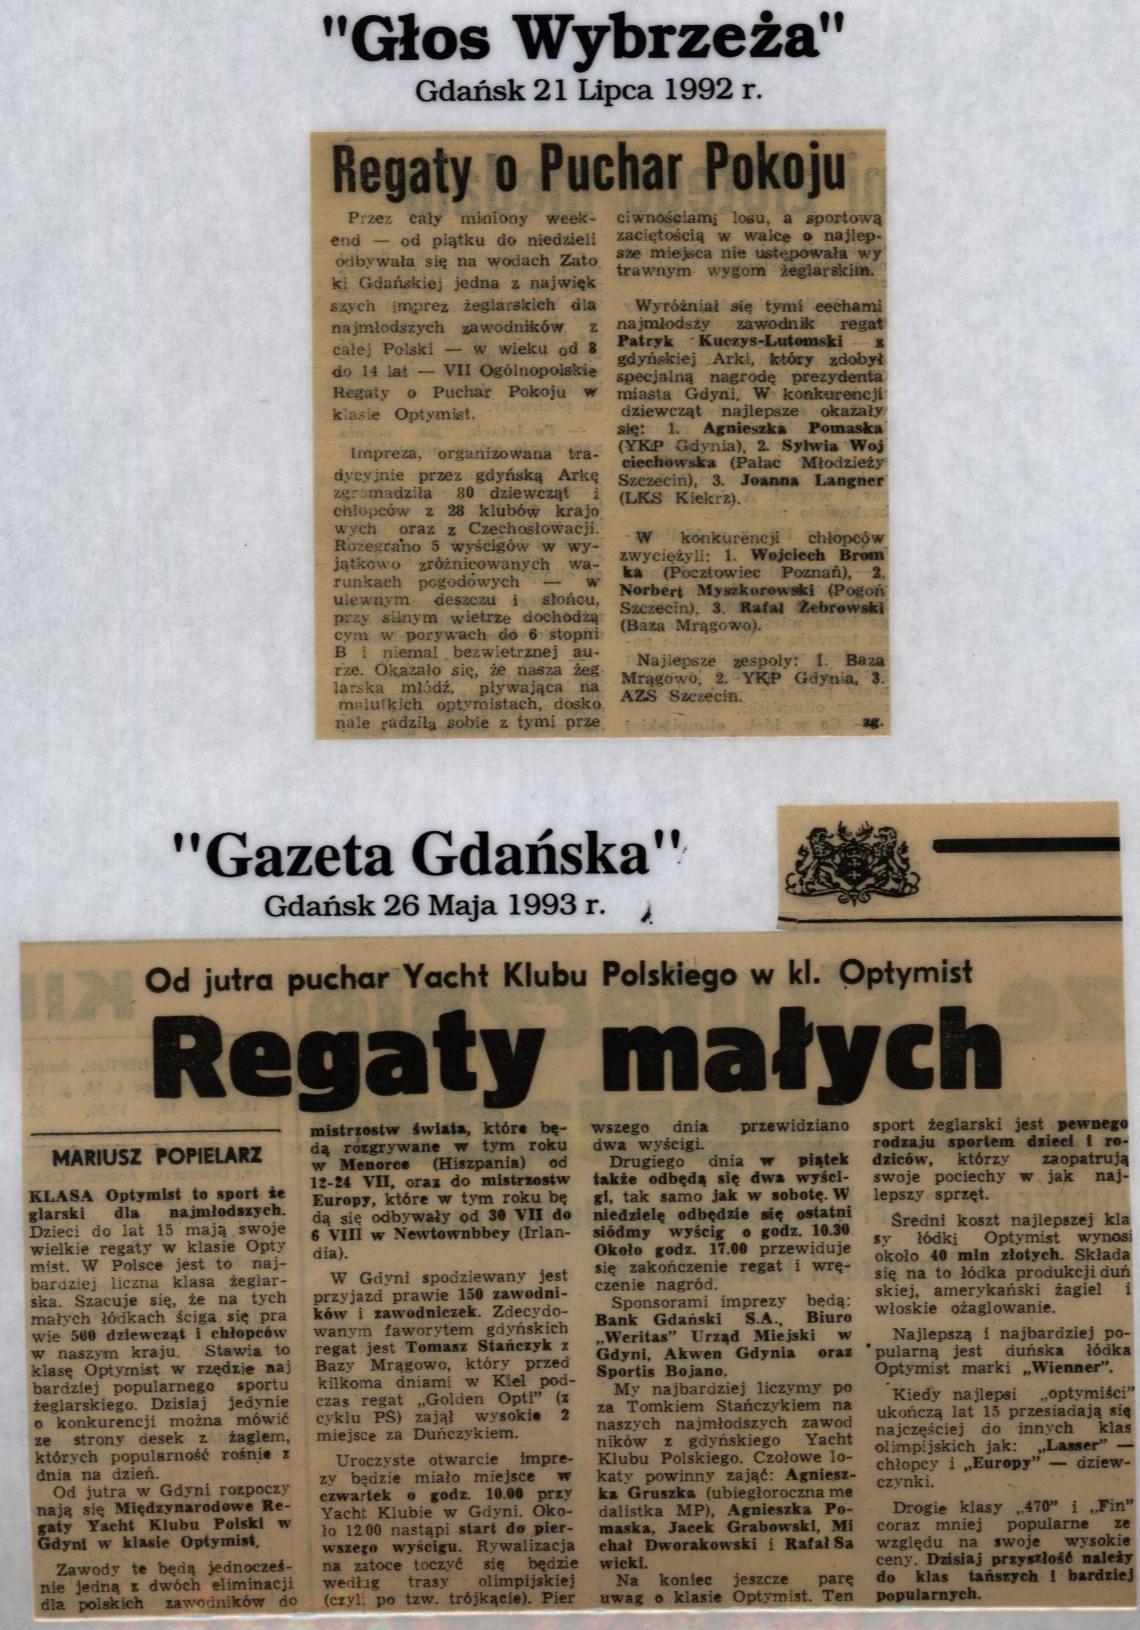 "Głos Wybrzeża"
Gdańsk 21 Lipca 1992 r.
Regaty o Puchar Pokoju
Przez cały miniony week-
end — od piątku do niedzieli
odbywała się na wodach Zato
ki Gdańskiej jedna z najwięk
szych imprez żeglarskich dla
najmłodszych zawodników z
całej Polski — w wieku od 8
do 14 lat — VII Ogólnopolskie
Regaty o Puchar Pokoju w
klasie Optymist.
Impreza, organizowana tra-
dycyjnie przez gdyńską Arkę
zgromadziła 80 dziewcząt i
chłopców z 28 klubów krajo
wych oraz z Czechosłowacji.
Rozegrano 5 wyścigów w wy-
jątkowo zróżnicowanych wa-
runkach pogodowych — w
ulewnym deszczu i słońcu,
przy silnym wietrze dochodzą
cym w porywach do 6 stopni
B i niemal bezwietrznej au-
rze. Okazało się, że nasza żeg
larska młódź, pływająca na
malutkich optymistach, dosko
nale radziła sobie z tymi prze
ciwnościami losu, a sportową
zaciętością w walce o najlep-
sze miejsca nie ustępowała wy
trawnym wygom żeglarskim.
Wyróżniał się tymi cechami
najmłodszy zawodnik regat
Patryk Kuczys-Lutomski z
gdyńskiej Arki, który zdobył
specjalną nagrodę prezydenta
miasta Gdyni. W konkurencji
dziewcząt najlepsze okazały
się: 1. Agnieszka Pomaska
(YKP Gdynia), 2. Sylwia Woj
ciechowska (Pałac Młodzieży
Szczecin), 3. Joanna Langner
(LKS Kiekrz).
W konkurencji chłopców
zwyciężyli: 1. Wojciech Brom
ka (Pocztowiec Poznań), 2.
Norbert Myszkorowski (Pogoń
Szczecin), 3. Rafał Żebrowski
(Baza Mrągowo).
Najlepsze zespoły: 1. Baza
Mrągowo, 2. YKP Gdynia, 3.
AZS Szczecin.
zg.
"Gazeta Gdańska"
Gdańsk 26 Maja 1993 r.
Od jutra puchar Yacht Klubu Polskiego w kl. Optymist
Regaty małych
MARIUSZ POPIELARZ
KLASA Optymist to sport że
glarski dla najmłodszych.
Dzieci do lat 15 mają swoje
wielkie regaty w klasie Opty
mist. W Polsce jest to naj-
bardziej liczna klasa żeglar-
ska. Szacuje się, że na tych
małych łódkach ściga się pra
wie 500 dziewcząt i chłopców
w naszym kraju. Stawia to
klasę Optymist w rzędzie naj
bardziej popularnego sportu
żeglarskiego. Dzisiaj jedynie
o konkurencji można mówić
ze strony desek z żaglem,
których popularność rośnie z
dnia na dzień.
Od jutra w Gdyni rozpoczy
nają się Międzynarodowe Re-
gaty Yacht Klubu Polski w
Gdyni w klasie Optymist.
Zawody te będą jednocześ-
nie jedną z dwóch eliminacji
dla polskich zawodników do
mistrzostw świata, które bę-
dą rozgrywane w tym roku
w Menorce (Hiszpania) od
12-24 VII, oraz do mistrzostw
Europy, które w tym roku bę
dą się odbywały od 30 VII do
6 VIII w Newtownbbey (Irlan-
dia).
W Gdyni spodziewany jest
przyjazd prawie 150 zawodni-
ków i zawodniczek. Zdecydo-
wanym faworytem gdyńskich
regat jest Tomasz Stańczyk z
Bazy Mrągowo, który przed
kilkoma dniami w Kiel pod-
czas regat „Golden Opti” (z
cyklu PS) zajął wysokie 2
miejsce za Duńczykiem.
Uroczyste otwarcie impre-
zy będzie miało miejsce w
czwartek o godz. 10.00 przy
Yacht Klubie w Gdyni. Oko-
ło 12.00 nastąpi start do pier-
wszego wyścigu. Rywalizacja
na zatoce toczyć się będzie
według trasy olimpijskiej
(czyli po tzw. trójkącie). Pier
wszego dnia przewidziano
dwa wyścigi.
Drugiego dnia w piątek
także odbędą się dwa wyści-
gi, tak samo jak w sobotę. W
niedzielę odbędzie się ostatni
siódmy wyścig o godz. 10.30
Około godz. 17.00 przewiduje
się zakończenie regat i wrę-
czenie nagród.
Sponsorami imprezy będą:
Bank Gdański S.A., Biuro
„Weritas” Urząd Miejski w
Gdyni, Akwen Gdynia oraz
Sportis Bojano.
My najbardziej liczymy po
za Tomkiem Stańczykiem na
naszych najmłodszych zawod
ników z gdyńskiego Yacht
Klubu Polskiego. Czołowe lo-
katy powinny zająć: Agniesz-
ka Gruszka (ubiegłoroczna me
dalistka MP), Agnieszka Po-
maska, Jacek Grabowski, Mi
chał Dworakowski i Rafał Sa
wicki.
Na koniec jeszcze parę
uwag o klasie Optymist. Ten
sport żeglarski jest pewnego
rodzaju sportem dzieci i ro-
dziców, którzy zaopatrują
swoje pociechy w jak naj-
lepszy sprzęt.
Średni koszt najlepszej kla
sy łódki Optymist wynosi
około 40 mln złotych. Składa
się na to łódka produkcji duń
skiej, amerykański żagiel i
włoskie ożaglowanie.
Najlepszą i najbardziej po-
pularną jest duńska łódka
Optymist marki „Wienner”.
Kiedy najlepsi „optymiści”
ukończą lat 15 przesiadają się
najczęściej do innych klas
olimpijskich jak: „Lasser” —
chłopcy i „Europy” — dziew-
czynki.
Drogie klasy „470” i „Fin”
coraz mniej popularne ze
względu na swoje wysokie
ceny. Dzisiaj przyszłość należy
do klas tańszych i bardziej
popularnych.